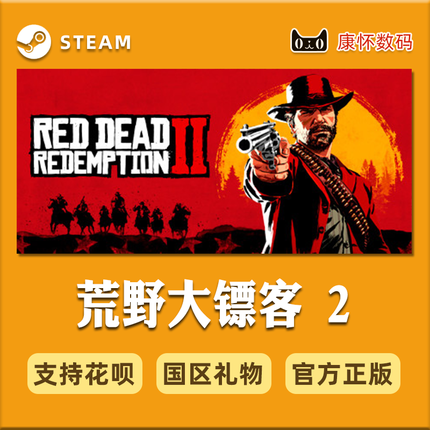 STEAM
康怀数码
RED DEAD
REDEMPTION II
荒野大镖客 2
支持花呗
国区礼物
官方正版